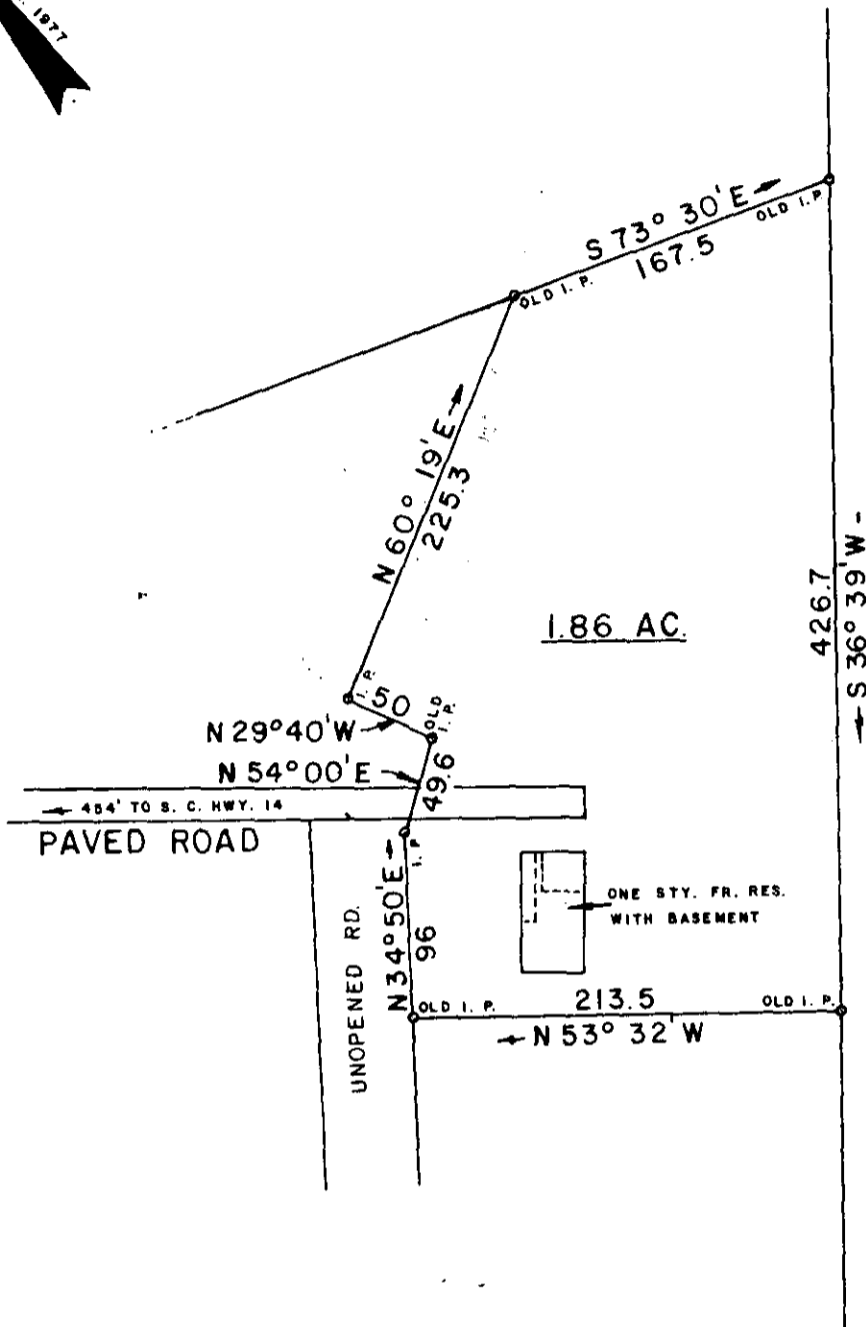 1977
S 73° 30' E
167.5
OLD I. P.
OLD I. P.
N 60° 19' E
225.3
1.86 AC.
426.7
S 36° 39' W
I. P.
50
OLD I. P.
N 29° 40' W
N 54° 00' E
49.6
454' TO S. C. HWY. 14
PAVED ROAD
I. P.
N 34° 50' E
96
UNOPENED RD.
ONE STY. FR. RES.
WITH BASEMENT
OLD I. P.
213.5
OLD I. P.
N 53° 32' W